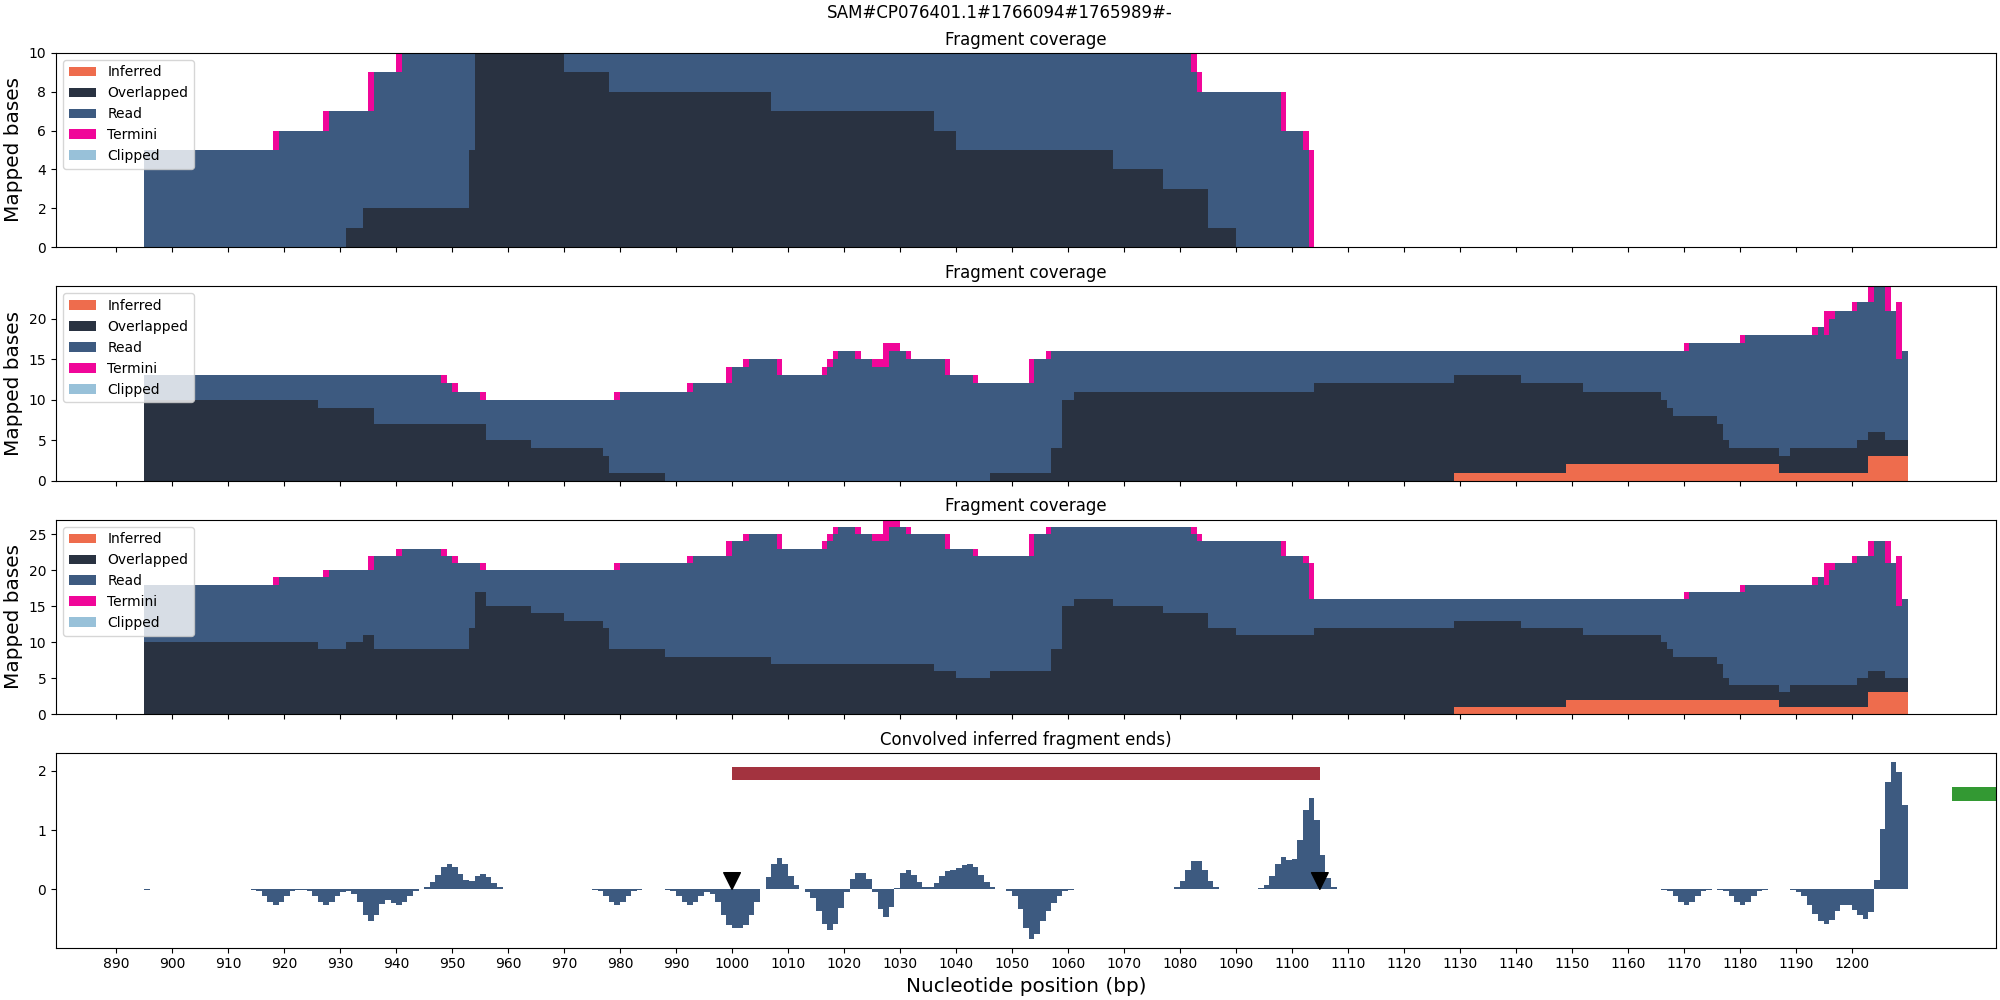 SAM#CP076401.1#1766094#1765989#-
Fragment coverage
Mapped bases
10
8
6
4
2
0
Inferred
Overlapped
Read
Termini
Clipped
Fragment coverage
Mapped bases
20
15
10
5
0
Inferred
Overlapped
Read
Termini
Clipped
Fragment coverage
Mapped bases
25
20
15
10
5
0
Inferred
Overlapped
Read
Termini
Clipped
Convolved inferred fragment ends)
2
1
0
890 900 910 920 930 940 950 960 970 980 990 1000 1010 1020 1030 1040 1050 1060 1070 1080 1090 1100 1110 1120 1130 1140 1150 1160 1170 1180 1190 1200
Nucleotide position (bp)